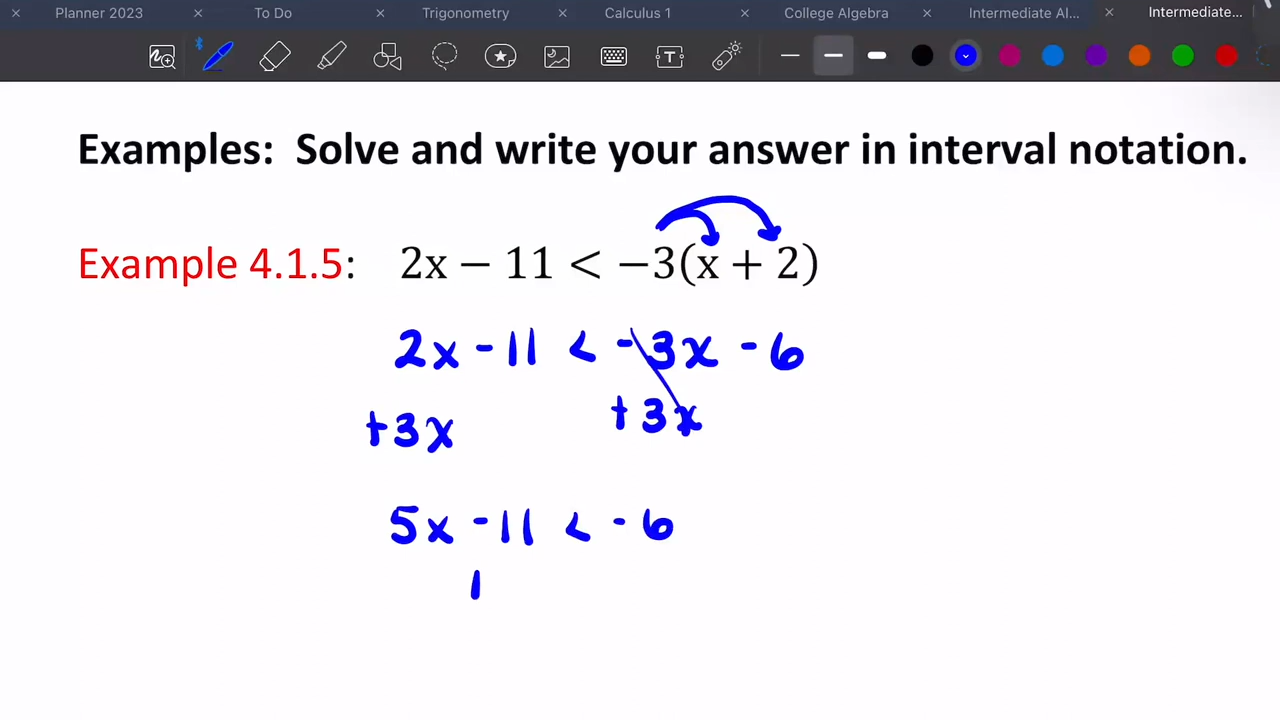 Planner 2023 × To Do × Trigonometry × Calculus 1 × College Algebra × Intermediate Al... × Intermediate...
Examples: Solve and write your answer in interval notation.
Example 4.1.5: 2x − 11 < −3(x + 2)
2x - 11 < - 3x - 6
+3x +3x
5x - 11 < - 6